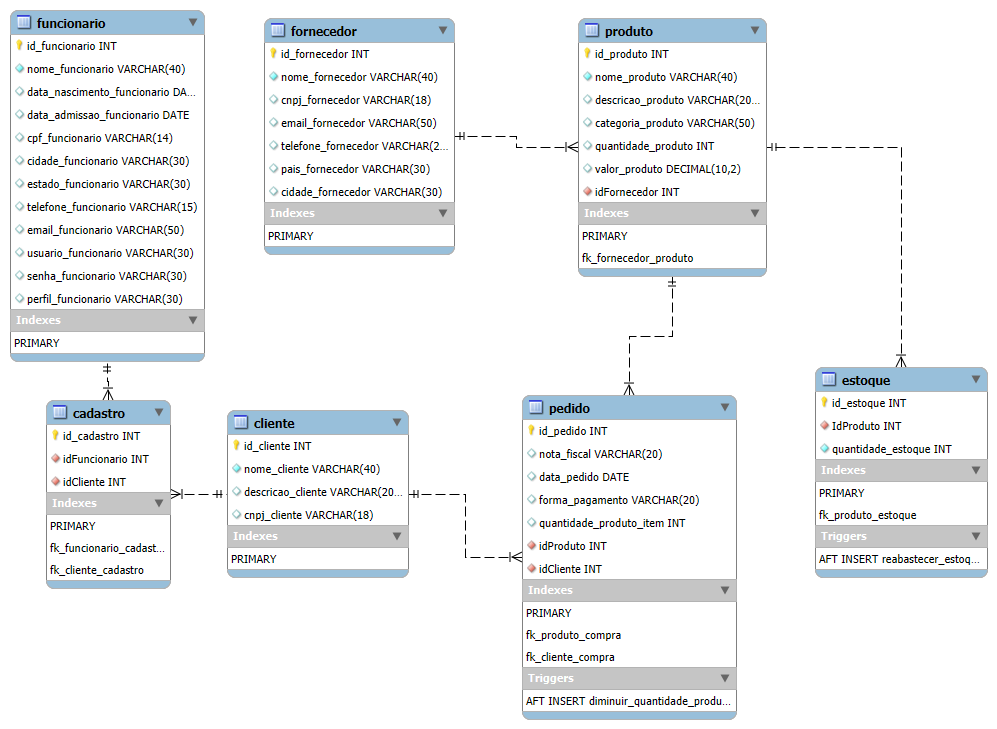 funcionario
id_funcionario INT
nome_funcionario VARCHAR(40)
data_nascimento_funcionario DA...
data_admissao_funcionario DATE
cpf_funcionario VARCHAR(14)
cidade_funcionario VARCHAR(30)
estado_funcionario VARCHAR(30)
telefone_funcionario VARCHAR(15)
email_funcionario VARCHAR(50)
usuario_funcionario VARCHAR(30)
senha_funcionario VARCHAR(30)
perfil_funcionario VARCHAR(30)
Indexes
PRIMARY
fornecedor
id_fornecedor INT
nome_fornecedor VARCHAR(40)
cnpj_fornecedor VARCHAR(18)
email_fornecedor VARCHAR(50)
telefone_fornecedor VARCHAR(2...
pais_fornecedor VARCHAR(30)
cidade_fornecedor VARCHAR(30)
Indexes
PRIMARY
produto
id_produto INT
nome_produto VARCHAR(40)
descricao_produto VARCHAR(20...
categoria_produto VARCHAR(50)
quantidade_produto INT
valor_produto DECIMAL(10,2)
idFornecedor INT
Indexes
PRIMARY
fk_fornecedor_produto
cadastro
id_cadastro INT
idFuncionario INT
idCliente INT
Indexes
PRIMARY
fk_funcionario_cadast...
fk_cliente_cadastro
cliente
id_cliente INT
nome_cliente VARCHAR(40)
descricao_cliente VARCHAR(20...
cnpj_cliente VARCHAR(18)
Indexes
PRIMARY
pedido
id_pedido INT
nota_fiscal VARCHAR(20)
data_pedido DATE
forma_pagamento VARCHAR(20)
quantidade_produto_item INT
idProduto INT
idCliente INT
Indexes
PRIMARY
fk_produto_compra
fk_cliente_compra
Triggers
AFT INSERT diminuir_quantidade_produ...
estoque
id_estoque INT
IdProduto INT
quantidade_estoque INT
Indexes
PRIMARY
fk_produto_estoque
Triggers
AFT INSERT reabastecer_estoq...